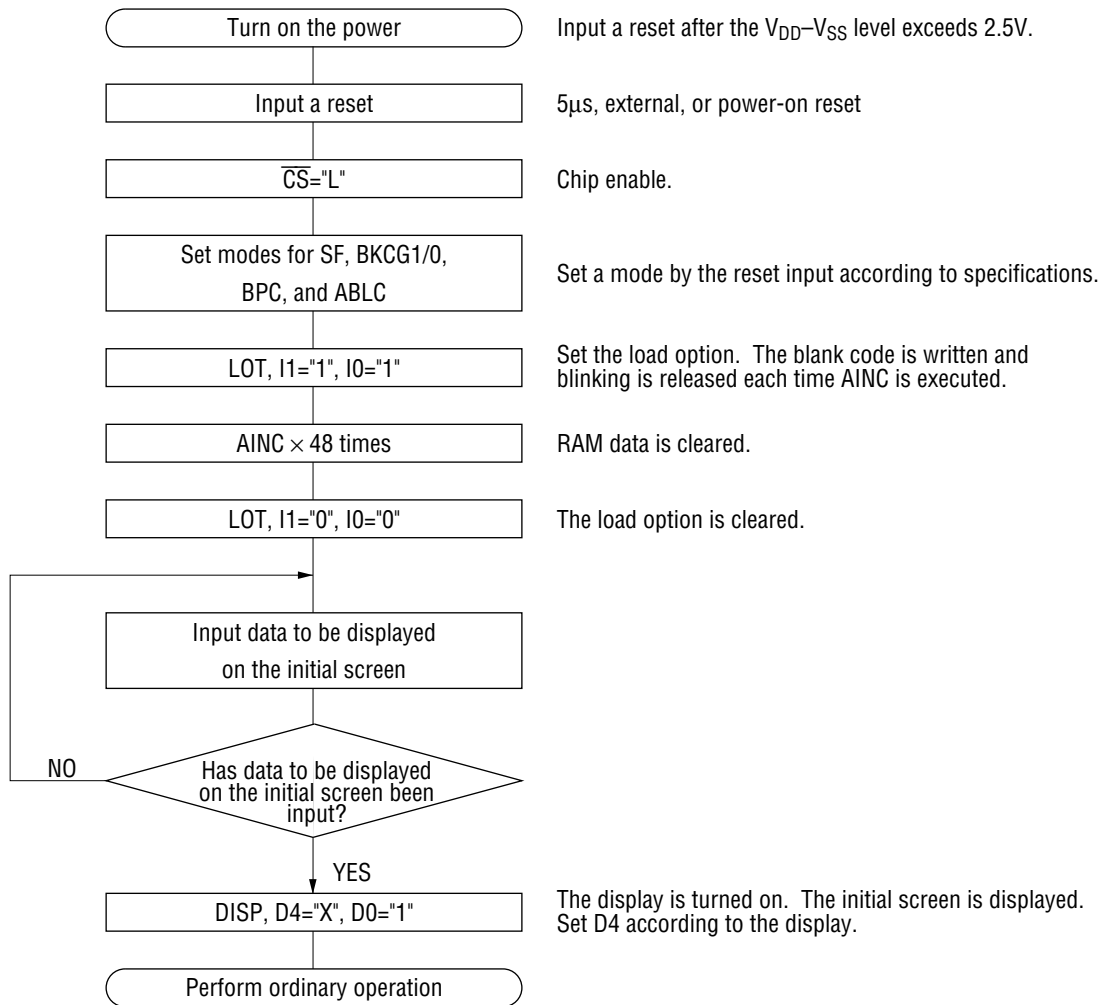 Turn on the power
Input a reset after the VDD–VSS level exceeds 2.5V.
Input a reset
5μs, external, or power-on reset
C̅S̅="L"
Chip enable.
Set modes for SF, BKCG1/0,
BPC, and ABLC
Set a mode by the reset input according to specifications.
LOT, I1="1", I0="1"
Set the load option. The blank code is written and
blinking is released each time AINC is executed.
AINC × 48 times
RAM data is cleared.
LOT, I1="0", I0="0"
The load option is cleared.
Input data to be displayed
on the initial screen
NO
Has data to be displayed
on the initial screen been
input?
YES
DISP, D4="X", D0="1"
The display is turned on. The initial screen is displayed.
Set D4 according to the display.
Perform ordinary operation